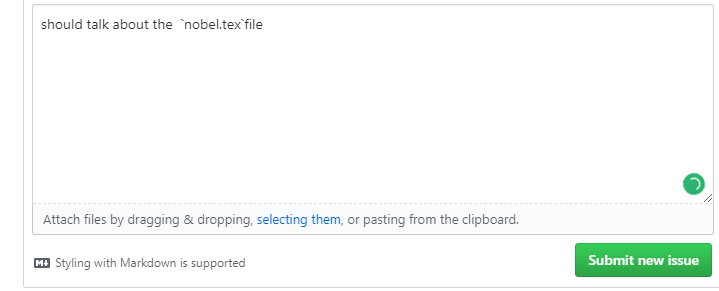 should talk about the  `nobel.tex`file
Attach files by dragging & dropping, selecting them, or pasting from the clipboard.
Styling with Markdown is supported
Submit new issue